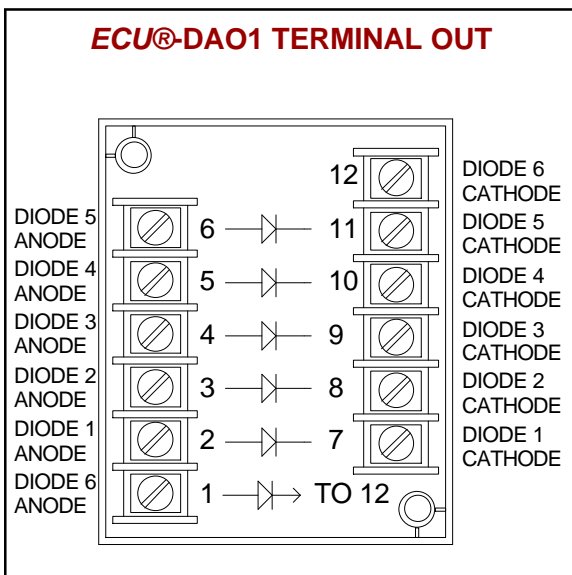 ECU®-DAO1 TERMINAL OUT
12
DIODE 6
CATHODE
DIODE 5
ANODE
6
11
DIODE 5
CATHODE
DIODE 4
ANODE
5
10
DIODE 4
CATHODE
DIODE 3
ANODE
4
9
DIODE 3
CATHODE
DIODE 2
ANODE
3
8
DIODE 2
CATHODE
DIODE 1
ANODE
2
7
DIODE 1
CATHODE
DIODE 6
ANODE
1
TO 12